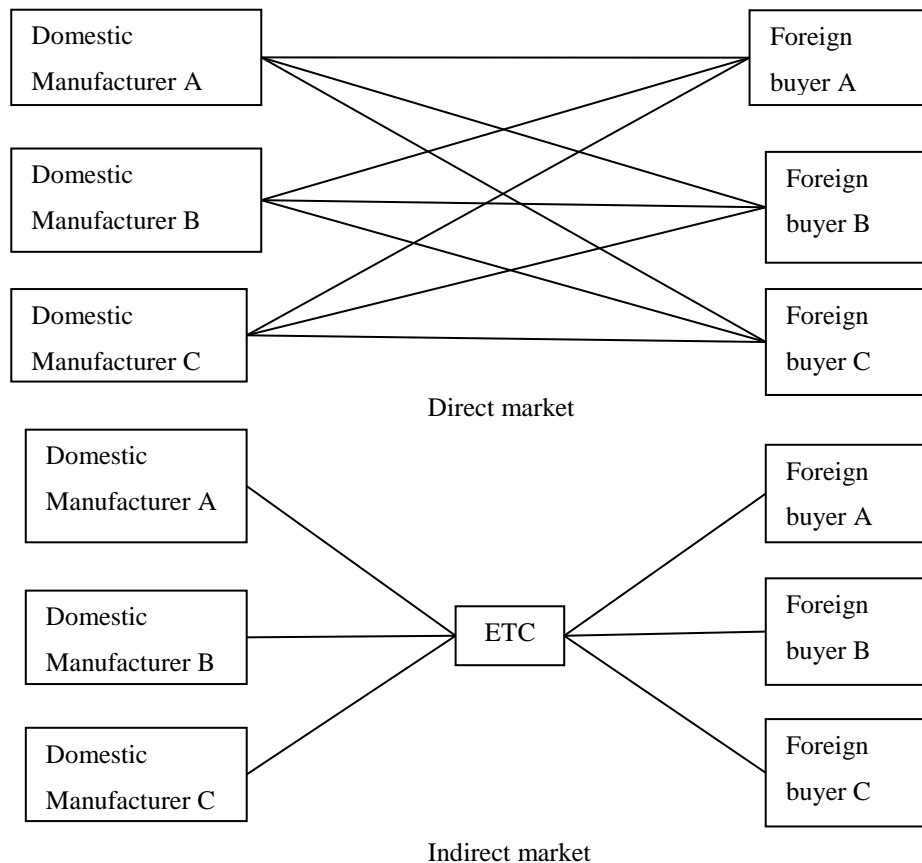 Domestic
Manufacturer A
Foreign
buyer A
Domestic
Manufacturer B
Foreign
buyer B
Domestic
Manufacturer C
Foreign
buyer C
Direct market
Domestic
Manufacturer A
Foreign
buyer A
Domestic
Manufacturer B
ETC
Foreign
buyer B
Domestic
Manufacturer C
Foreign
buyer C
Indirect market